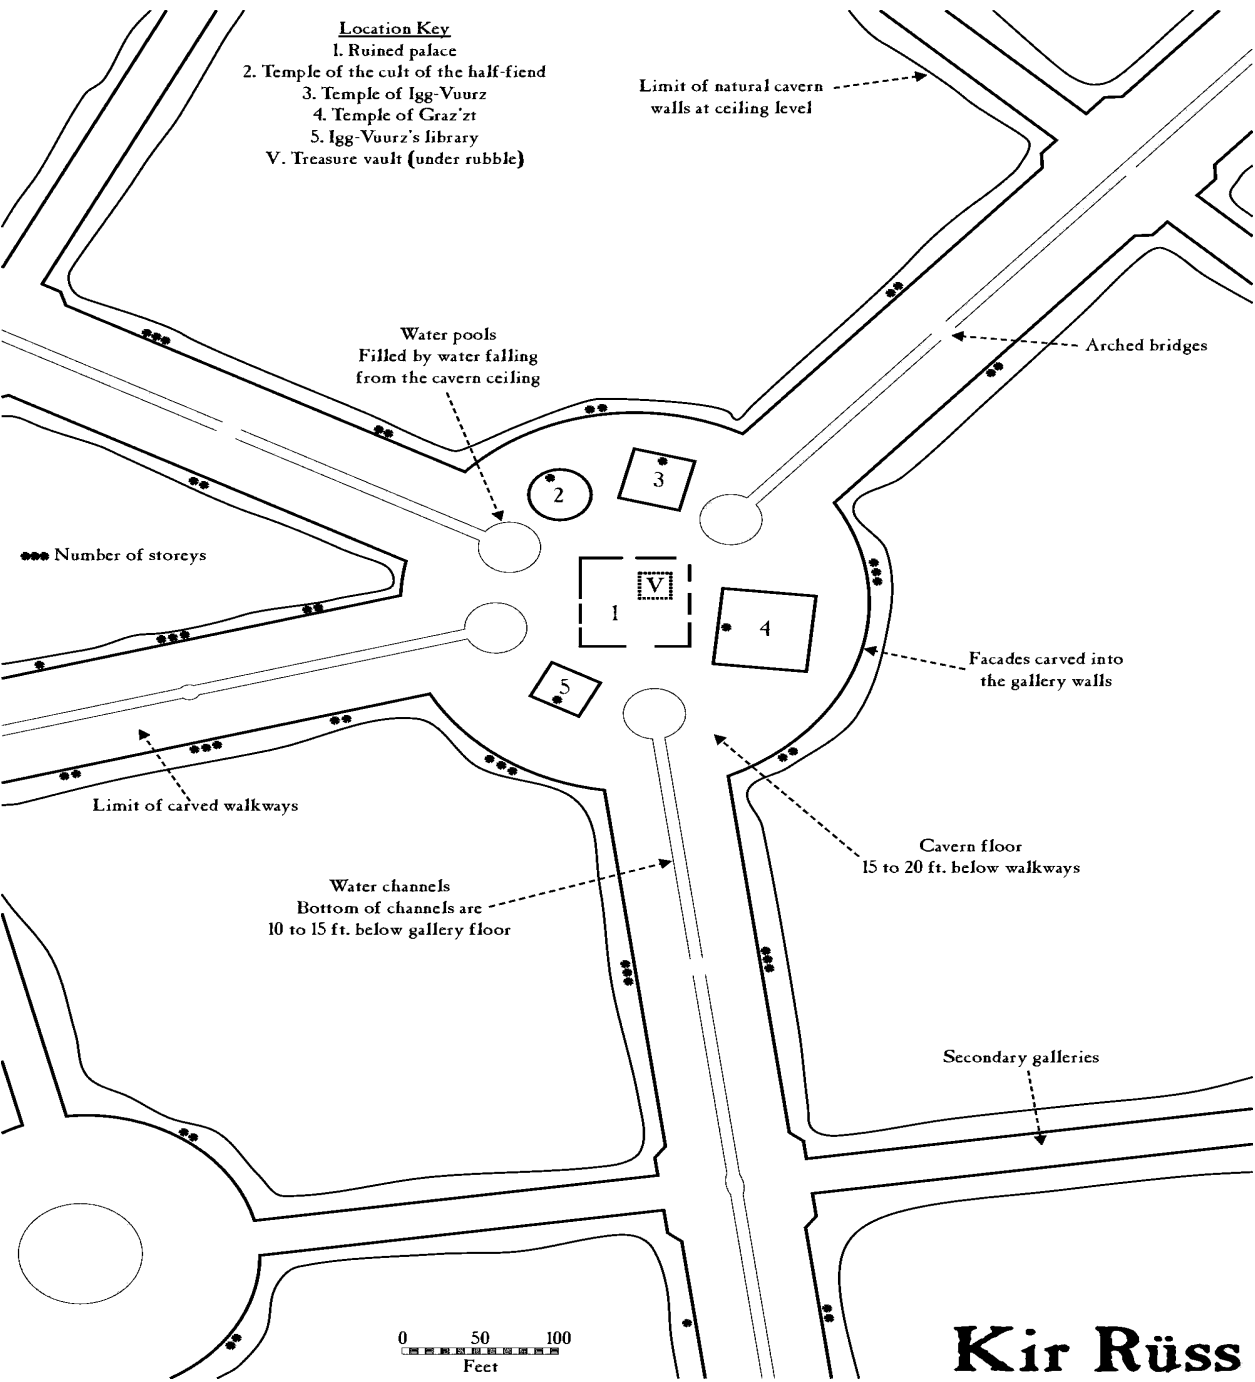 Location Key
1. Ruined palace
2. Temple of the cult of the half-fiend
3. Temple of Igg-Vuurz
4. Temple of Graz'zt
5. Igg-Vuurz's library
V. Treasure vault (under rubble)
Limit of natural cavern
walls at ceiling level
Water pools
Filled by water falling
from the cavern ceiling
Arched bridges
3
2
Number of storeys
V
1
4
5
Facades carved into
the gallery walls
Limit of carved walkways
Cavern floor
15 to 20 ft. below walkways
Water channels
Bottom of channels are
10 to 15 ft. below gallery floor
Secondary galleries
0 50 100
Feet
Kir Rüss